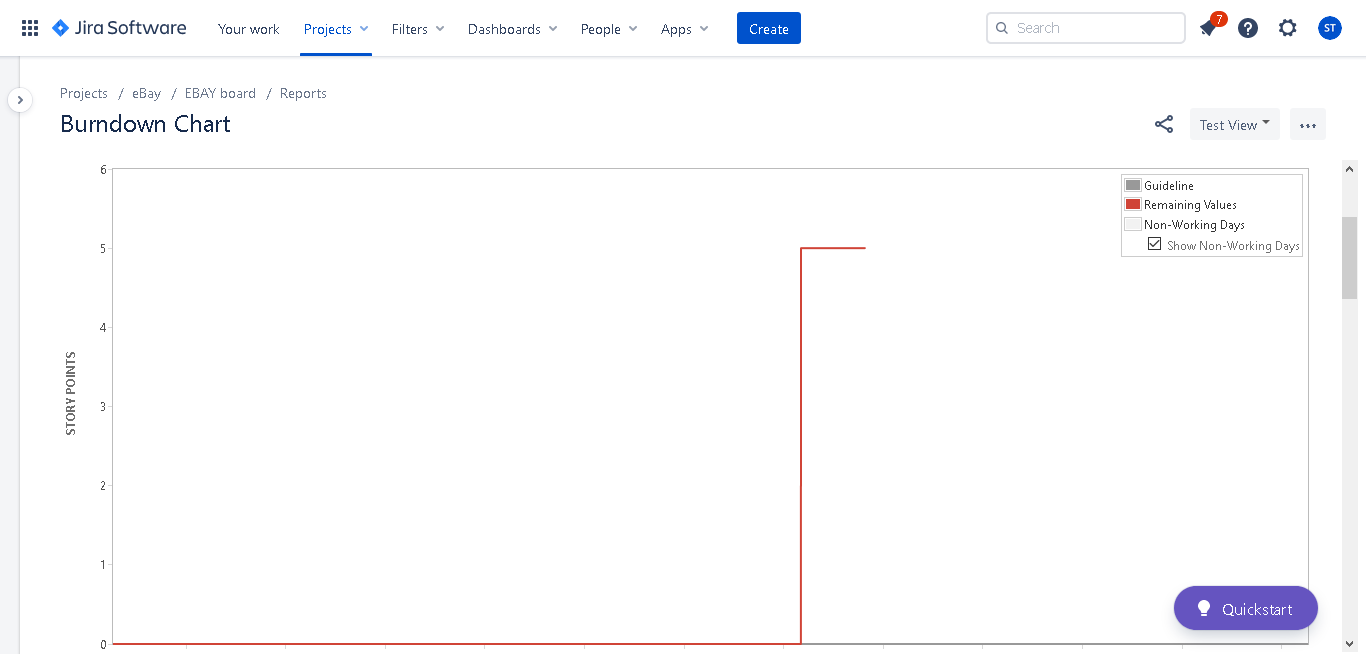 Jira Software Your work Projects Filters Dashboards People Apps Create Search 7 ? ST
Projects / eBay / EBAY board / Reports
Burndown Chart
Test View
6
Guideline
Remaining Values
Non-Working Days
Show Non-Working Days
5
4
STORY POINTS
3
2
1
Quickstart
0